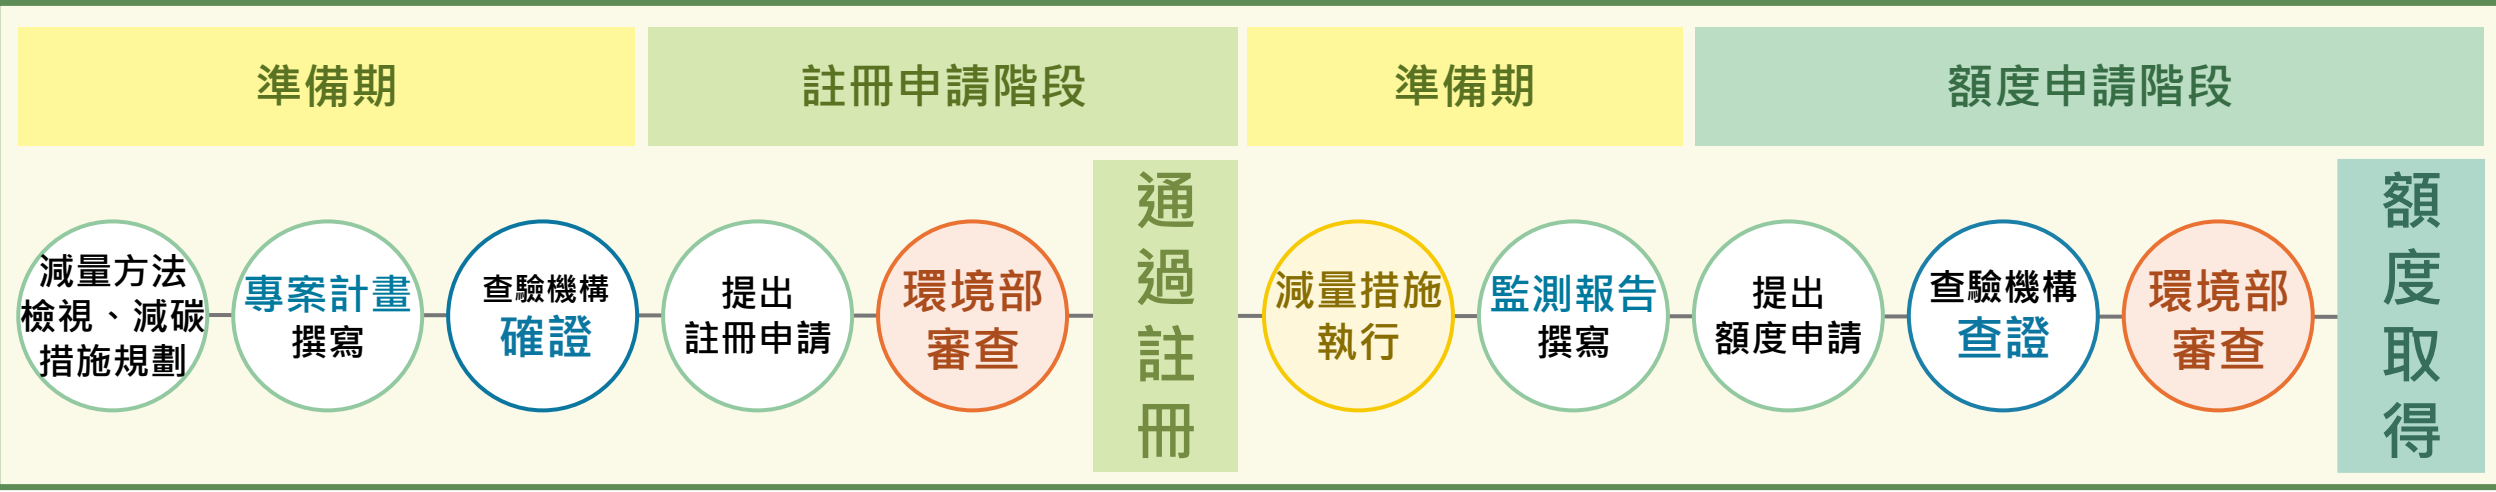 準備期
註冊申請階段
準備期
額度申請階段
減量方法
檢視、減碳
措施規劃
專案計畫
撰寫
查驗機構
確證
提出
註冊申請
環境部
審查
通過註冊
減量措施
執行
監測報告
撰寫
提出
額度申請
查驗機構
查證
環境部
審查
額度取得